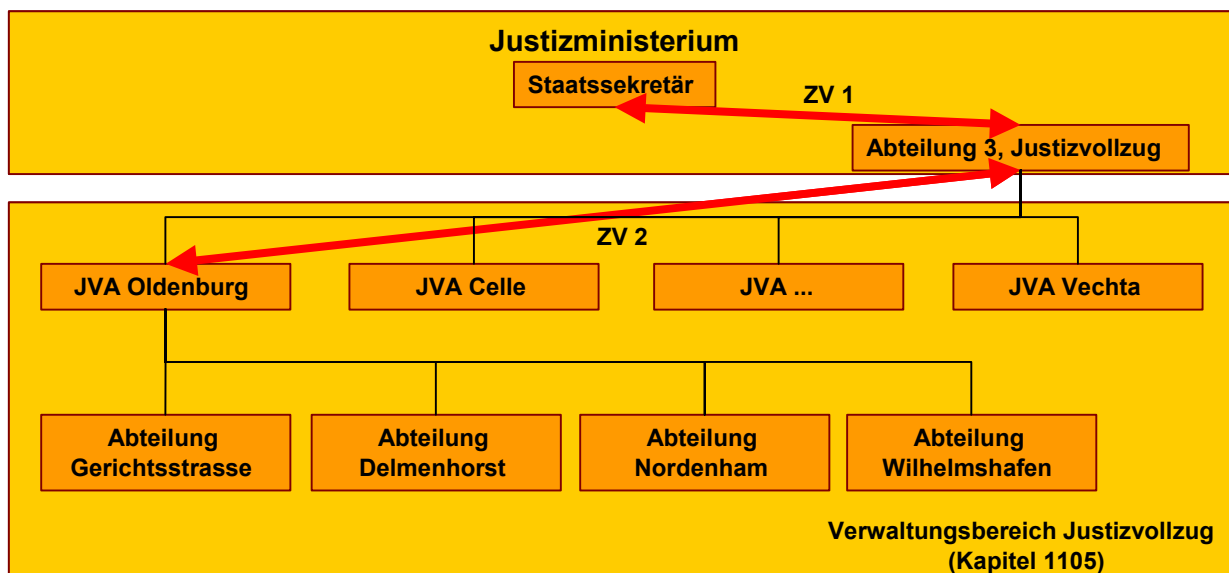 Justizministerium
Staatssekretär
ZV 1
Abteilung 3, Justizvollzug
ZV 2
JVA Oldenburg
JVA Celle
JVA ...
JVA Vechta
Abteilung
Gerichtsstrasse
Abteilung
Delmenhorst
Abteilung
Nordenham
Abteilung
Wilhelmshafen
Verwaltungsbereich Justizvollzug
(Kapitel 1105)